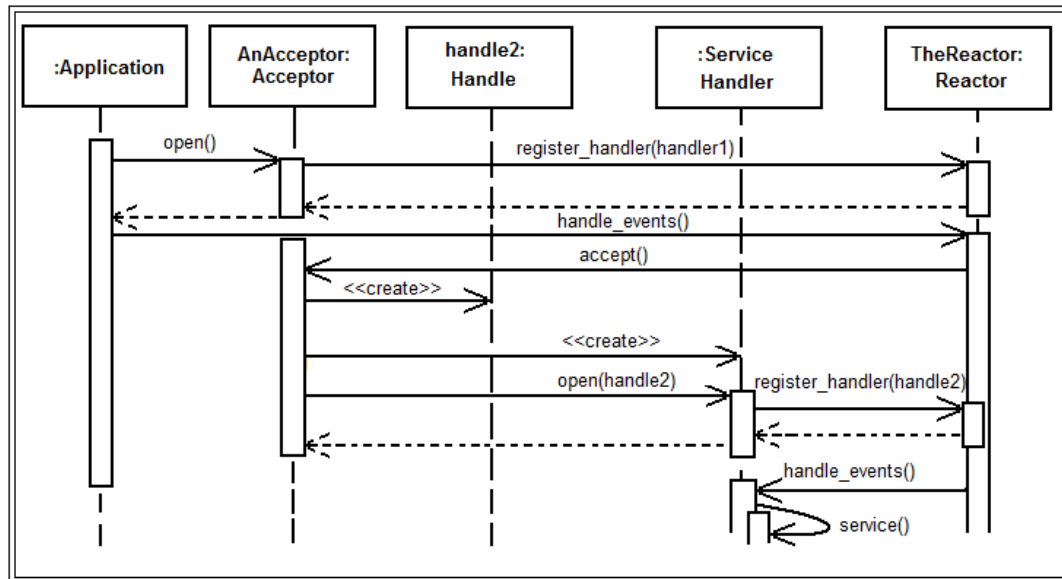 :Application
AnAcceptor:
Acceptor
handle2:
Handle
:Service
Handler
TheReactor:
Reactor
open()
register_handler(handler1)
handle_events()
accept()
<<create>>
<<create>>
open(handle2)
register_handler(handle2)
handle_events()
service()